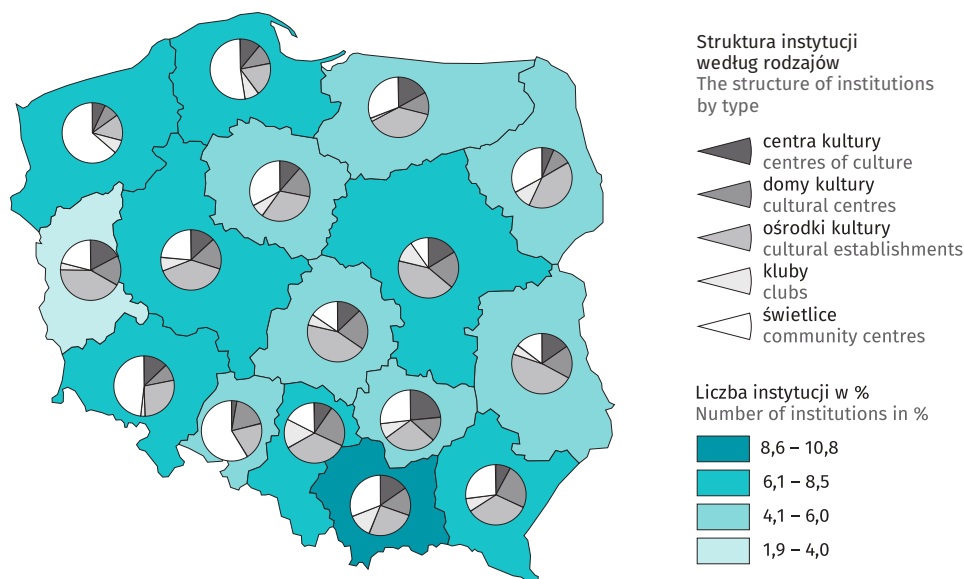 Struktura instytucji
według rodzajów
The structure of institutions
by type
centra kultury
centres of culture
domy kultury
cultural centres
ośrodki kultury
cultural establishments
kluby
clubs
świetlice
community centres
Liczba instytucji w %
Number of institutions in %
8,6 – 10,8
6,1 – 8,5
4,1 – 6,0
1,9 – 4,0